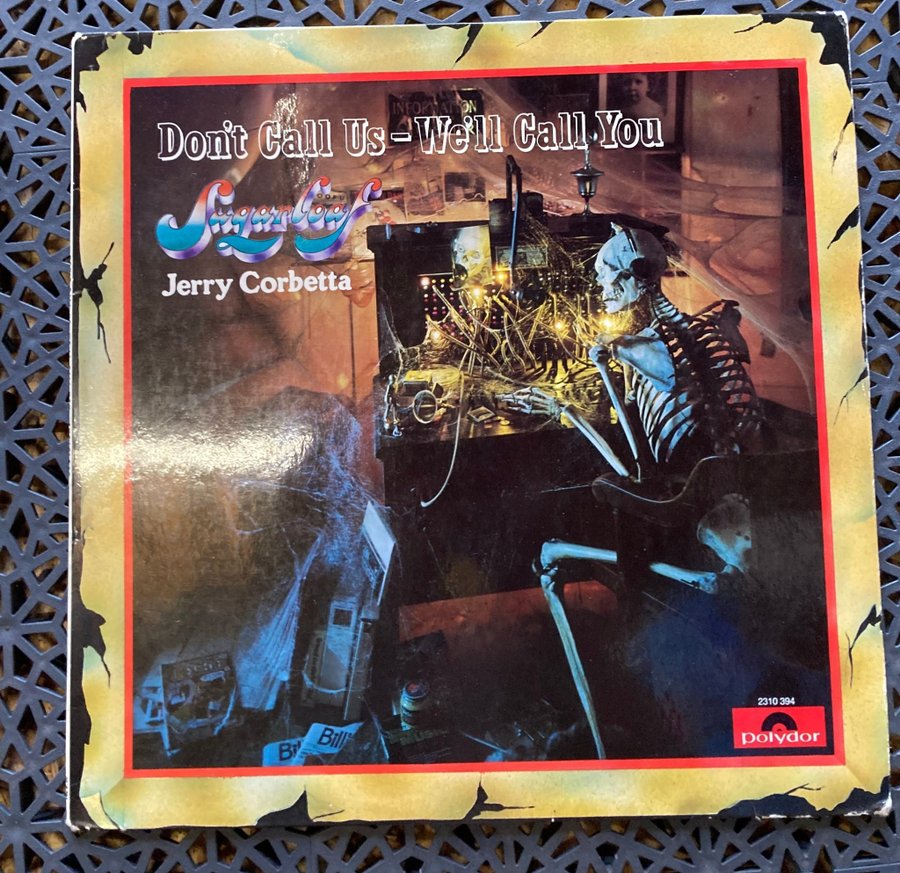 INFORMATION
Don't Call Us – We'll Call You
Sugarloaf
Jerry Corbetta
Bill
Bill
2310 394
polydor